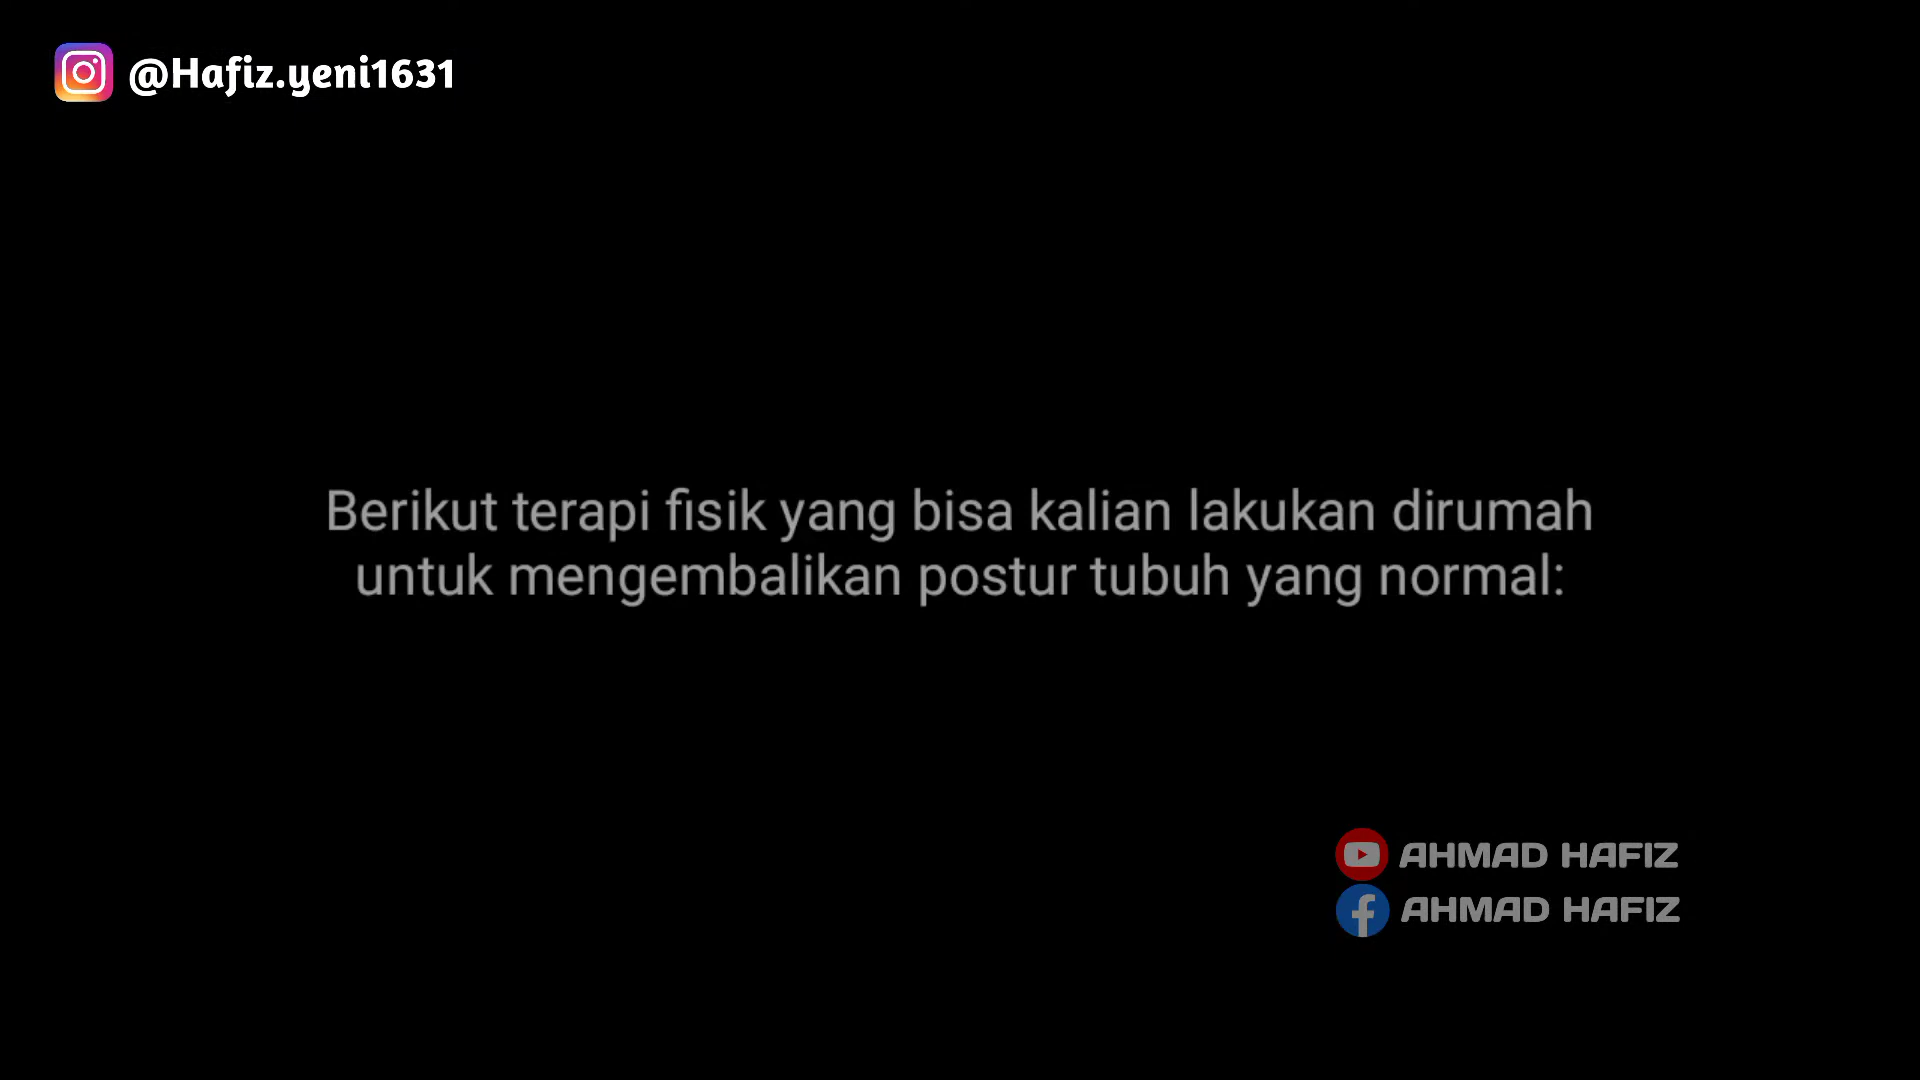 @Hafiz.yeni1631
Berikut terapi fisik yang bisa kalian lakukan dirumah
untuk mengembalikan postur tubuh yang normal:
AHMAD HAFIZ
AHMAD HAFIZ